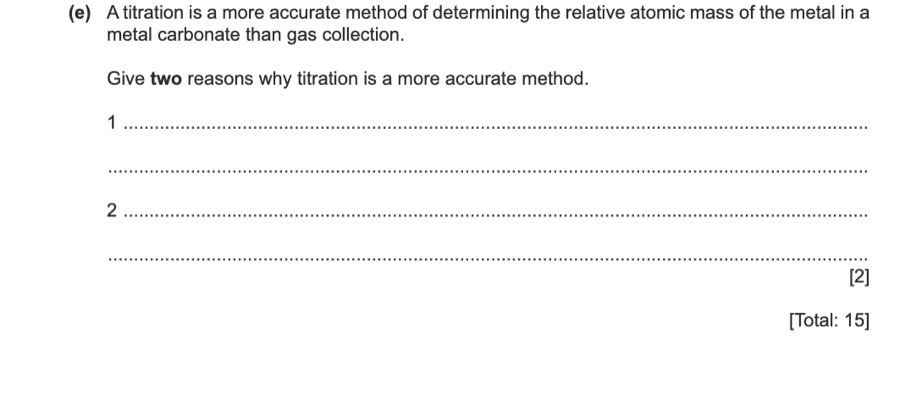 (e) A titration is a more accurate method of determining the relative atomic mass of the metal in a
metal carbonate than gas collection.
Give two reasons why titration is a more accurate method.
1 ....................................................................................................
....................................................................................................
2 ....................................................................................................
....................................................................................................
[2]
[Total: 15]